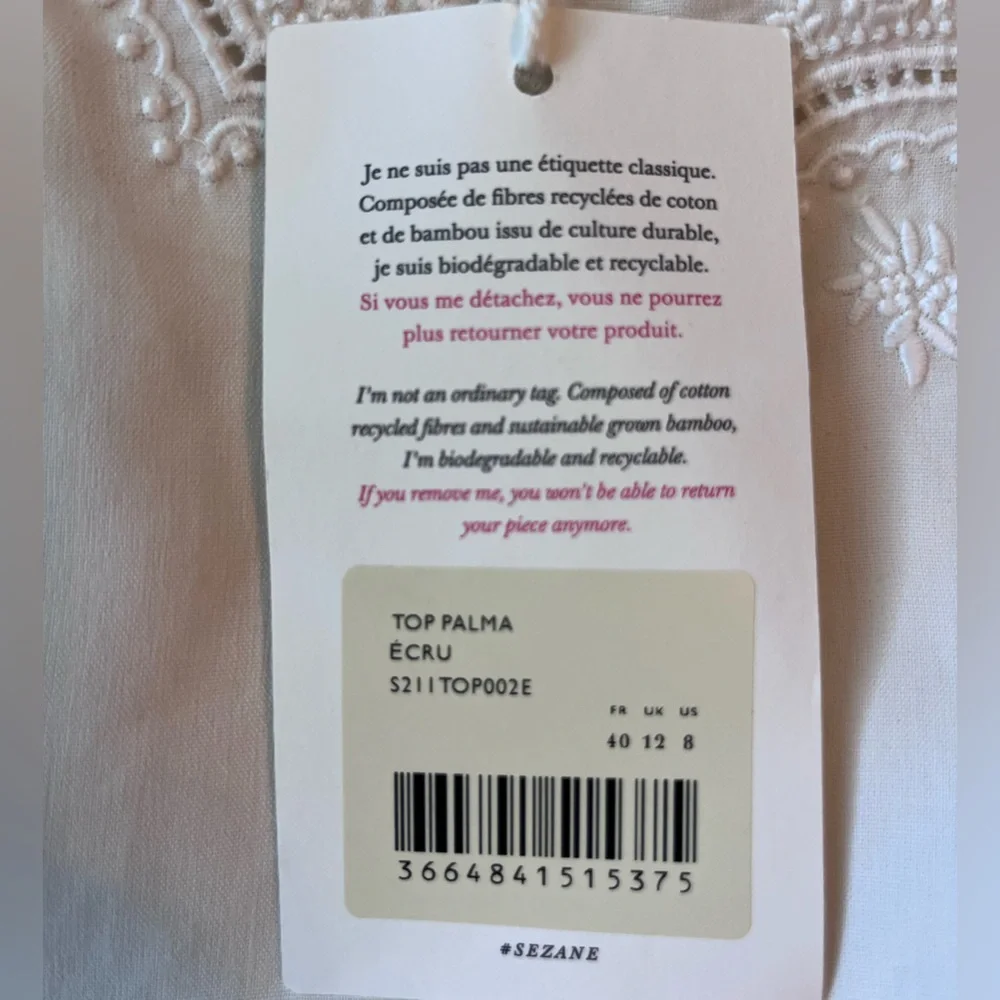 Je ne suis pas une étiquette classique.
Composée de fibres recyclées de coton
et de bambou issu de culture durable,
je suis biodégradable et recyclable.
Si vous me détachez, vous ne pourrez
plus retourner votre produit.
I'm not an ordinary tag. Composed of cotton
recycled fibres and sustainable grown bamboo,
I'm biodegradable and recyclable.
If you remove me, you won't be able to return
your piece anymore.
TOP PALMA
ÉCRU
S211TOP002E
FR UK US
40 12 8
3664841515375
#SEZANE